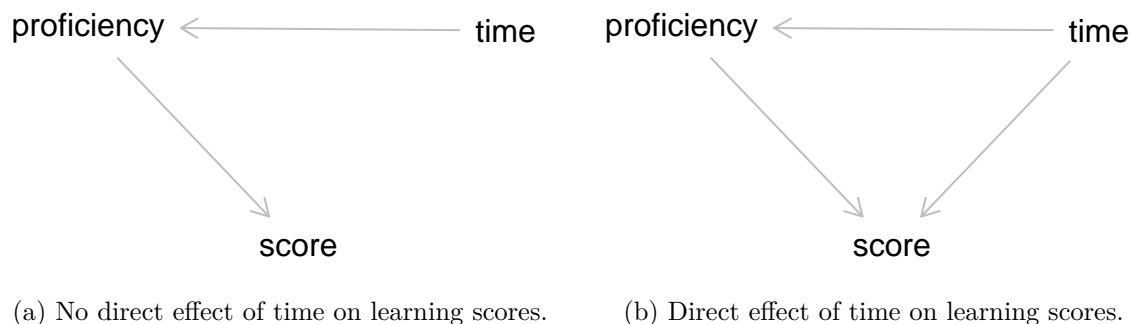 proficiency time proficiency time
score score
(a) No direct effect of time on learning scores. (b) Direct effect of time on learning scores.